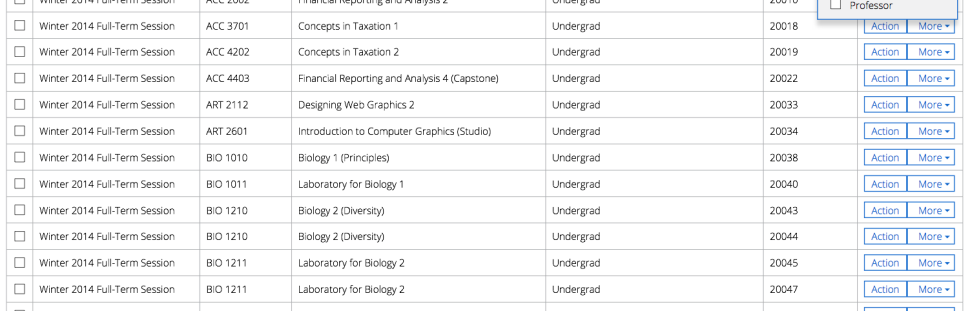 Winter 2014 Full-Term Session ACC 2602 Financial Reporting and Analysis 2 Undergrad 20010
Professor
Winter 2014 Full-Term Session ACC 3701 Concepts in Taxation 1 Undergrad 20018 Action More
Winter 2014 Full-Term Session ACC 4202 Concepts in Taxation 2 Undergrad 20019 Action More
Winter 2014 Full-Term Session ACC 4403 Financial Reporting and Analysis 4 (Capstone) Undergrad 20022 Action More
Winter 2014 Full-Term Session ART 2112 Designing Web Graphics 2 Undergrad 20033 Action More
Winter 2014 Full-Term Session ART 2601 Introduction to Computer Graphics (Studio) Undergrad 20034 Action More
Winter 2014 Full-Term Session BIO 1010 Biology 1 (Principles) Undergrad 20038 Action More
Winter 2014 Full-Term Session BIO 1011 Laboratory for Biology 1 Undergrad 20040 Action More
Winter 2014 Full-Term Session BIO 1210 Biology 2 (Diversity) Undergrad 20043 Action More
Winter 2014 Full-Term Session BIO 1210 Biology 2 (Diversity) Undergrad 20044 Action More
Winter 2014 Full-Term Session BIO 1211 Laboratory for Biology 2 Undergrad 20045 Action More
Winter 2014 Full-Term Session BIO 1211 Laboratory for Biology 2 Undergrad 20047 Action More